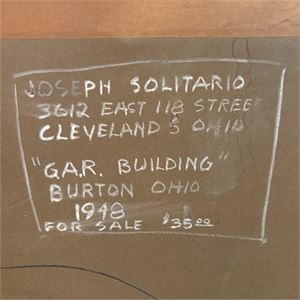 JOSEPH SOLITARIO
3612 EAST 118 STREET
CLEVELAND 5 OHIO
"G.A.R. BUILDING"
BURTON OHIO
1948
FOR SALE $35.00